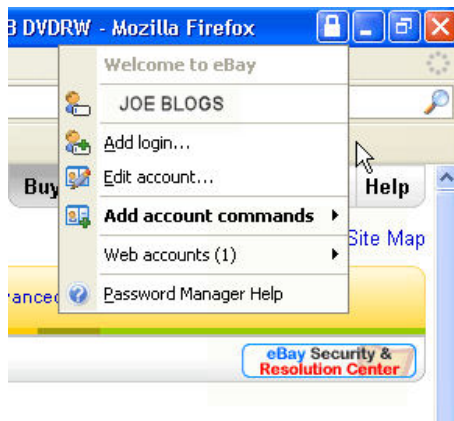 B DVDRW - Mozilla Firefox
Welcome to eBay
JOE BLOGS
Add login...
Edit account...
Buy
Help
Add account commands
Site Map
Web accounts (1)
Password Manager Help
eBay Security &
Resolution Center